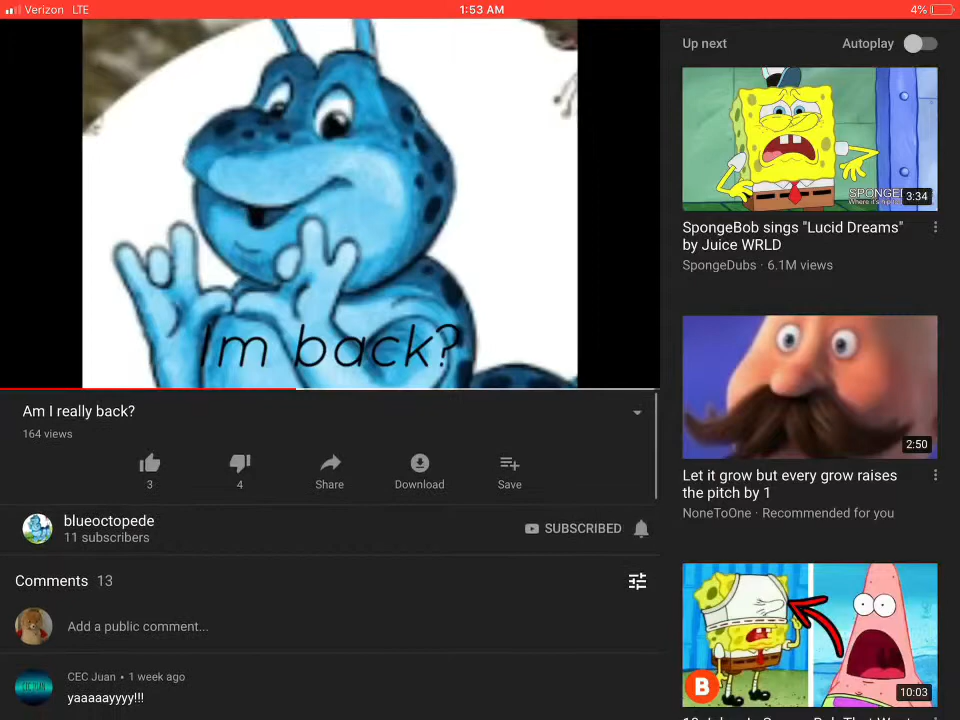 Verizon LTE
1:53 AM
4%
Im back?
Am I really back?
164 views
3
4
Share
Download
Save
blueoctopede
11 subscribers
SUBSCRIBED
Comments 13
Add a public comment...
CEC Juan • 1 week ago
yaaaaayyyy!!!
Up next
Autoplay
3:34
SpongeBob sings "Lucid Dreams"
by Juice WRLD
SpongeDubs · 6.1M views
2:50
Let it grow but every grow raises
the pitch by 1
NoneToOne · Recommended for you
B
10:03